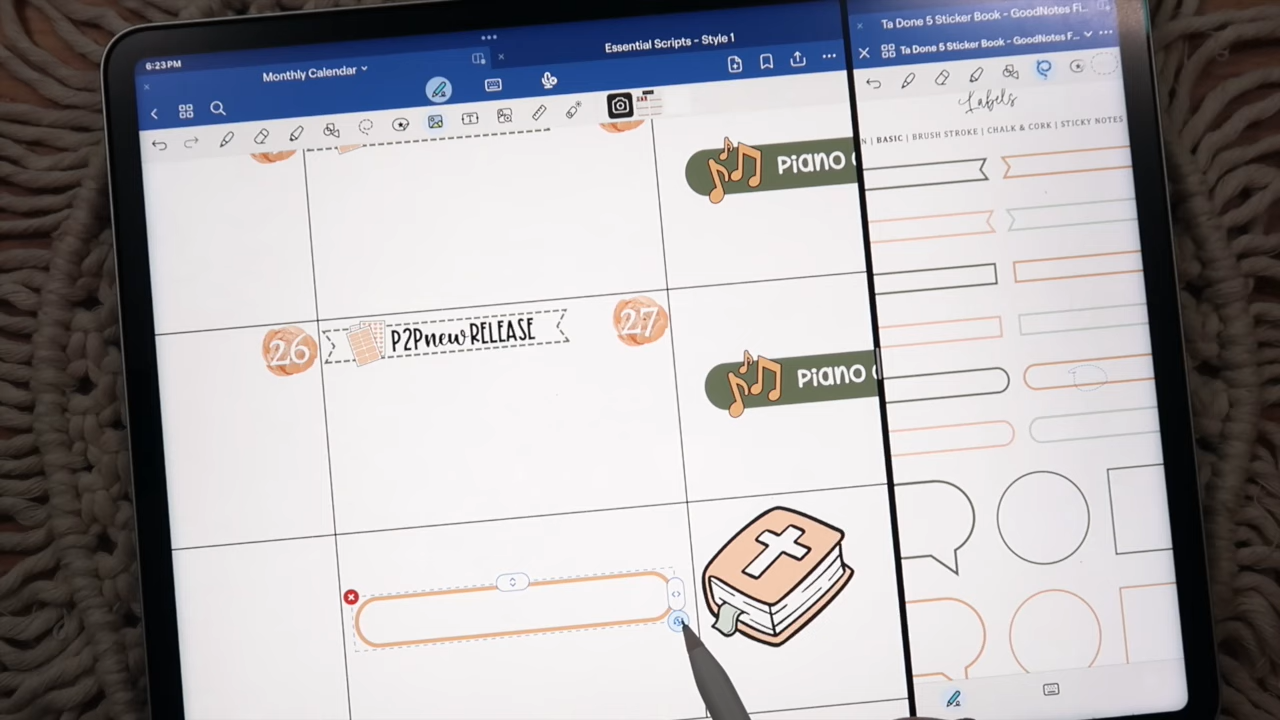 6:23 PM
Monthly Calendar
Essential Scripts - Style 1
Ta Done 5 Sticker Book - GoodNotes Fi...
Ta Done 5 Sticker Book - GoodNotes F...
Labels
N | BASIC | BRUSH STROKE | CHALK & CORK | STICKY NOTES
Piano
26
P2P new RELEASE
27
Piano